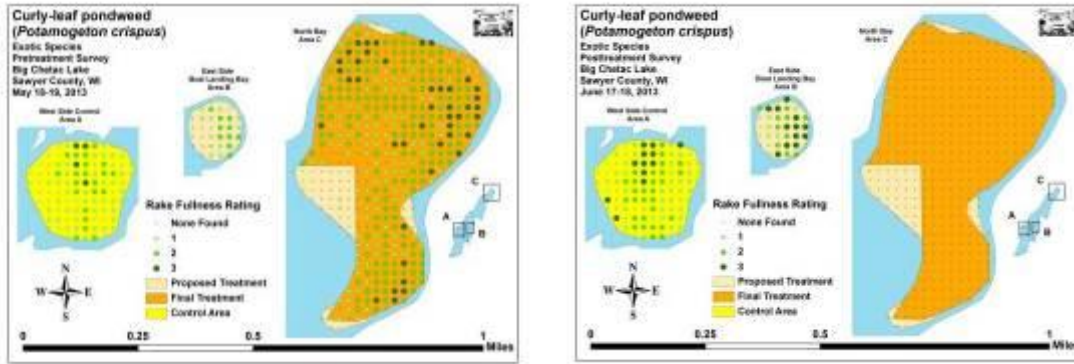 Curly-leaf pondweed
(Potamogeton crispus)
Exotic Species
Pretreatment Survey
Big Chetac Lake
Sawyer County, WI
May 18-19, 2013
North Bay
Area C
East Side
Boat Landing Bay
Area B
West Side Control
Area A
C
A
B
Rake Fullness Rating
None Found
1
2
3
Proposed Treatment
Final Treatment
Control Area
N
W E
S
0 0.25 0.5 1
Miles
Curly-leaf pondweed
(Potamogeton crispus)
Exotic Species
Posttreatment Survey
Big Chetac Lake
Sawyer County, WI
June 17-18, 2013
North Bay
Area C
East Side
Boat Landing Bay
Area B
West Side Control
Area A
C
A
B
Rake Fullness Rating
None Found
1
2
3
Proposed Treatment
Final Treatment
Control Area
N
W E
S
0 0.25 0.5 1
Miles